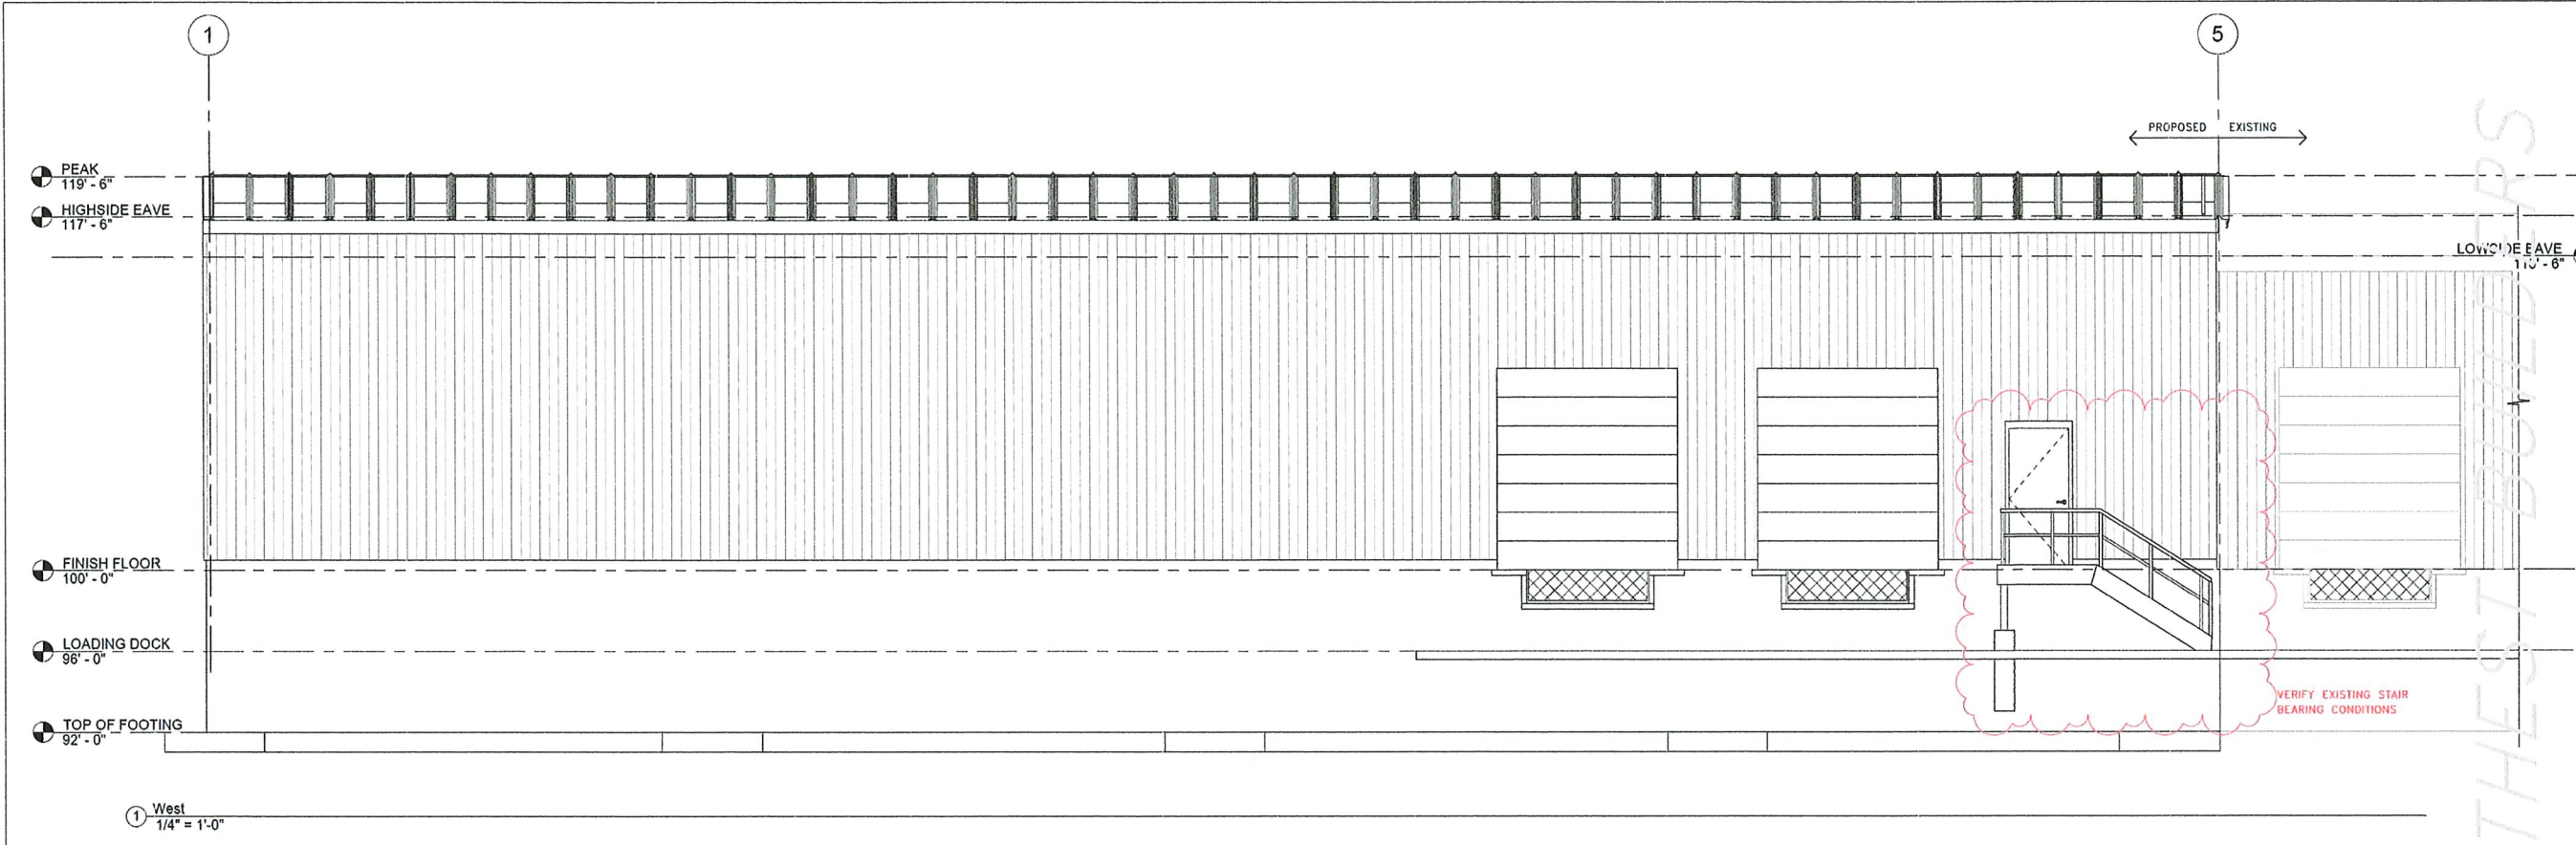 1
5
PROPOSED EXISTING
PEAK
119' - 6"
HIGHSIDE EAVE
117' - 6"
LOWSIDE EAVE
FINISH FLOOR
100' - 0"
LOADING DOCK
96' - 0"
TOP OF FOOTING
92' - 0"
VERIFY EXISTING STAIR
BEARING CONDITIONS
1 West
1/4" = 1'-0"
BUILDERS